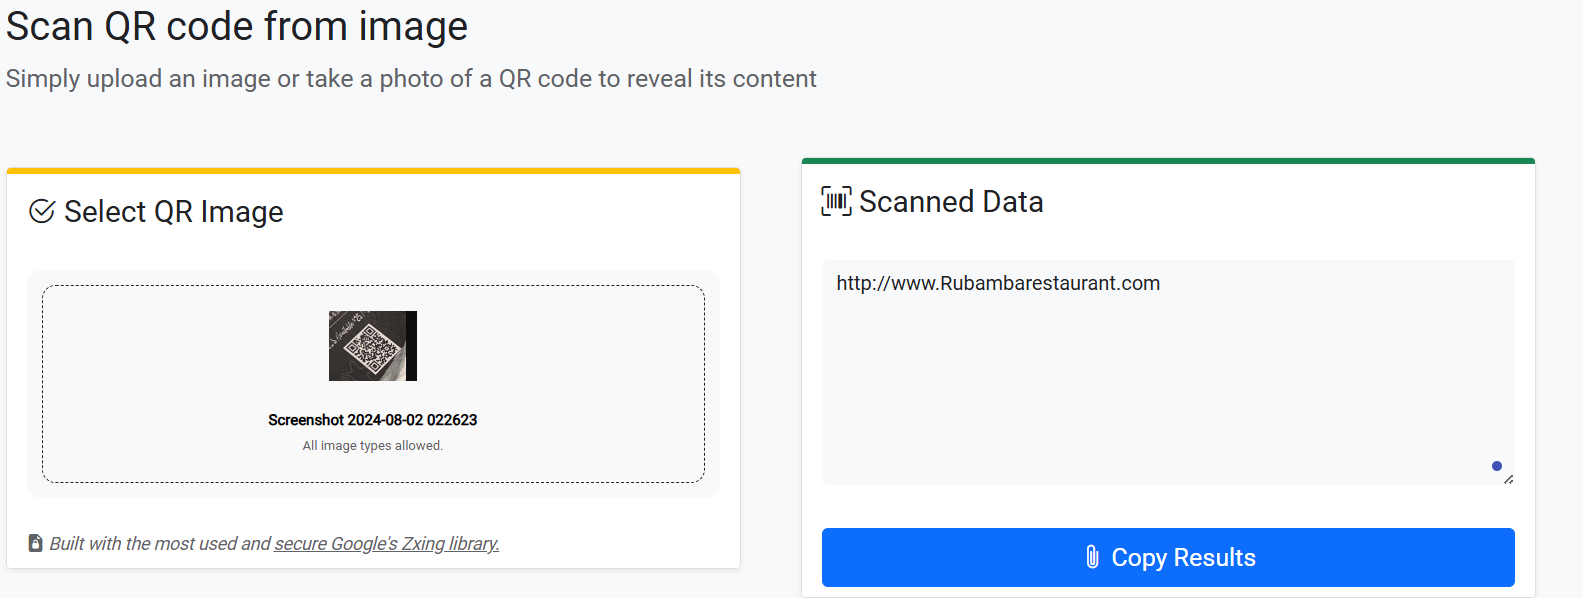 Scan QR code from image
Simply upload an image or take a photo of a QR code to reveal its content
Select QR Image
Screenshot 2024-08-02 022623
All image types allowed.
Built with the most used and secure Google's Zxing library.
Scanned Data
http://www.Rubambarestaurant.com
Copy Results